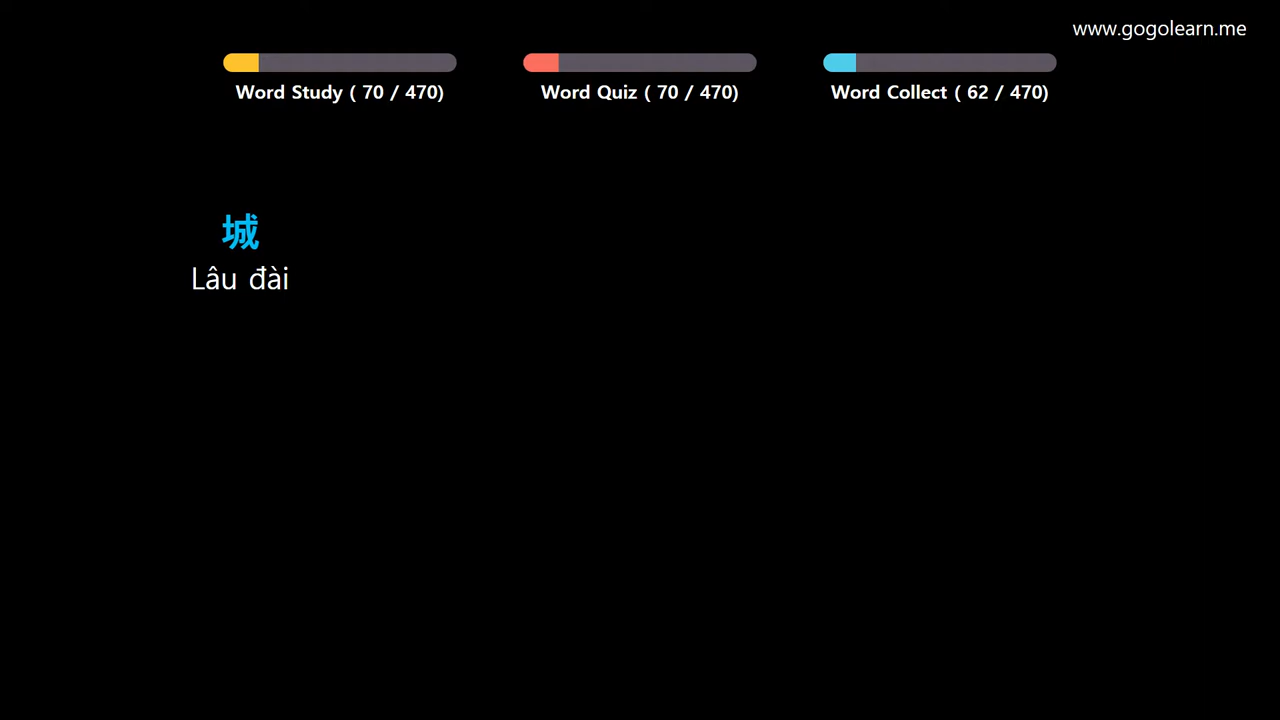 www.gogolearn.me
Word Study ( 70 / 470)
Word Quiz ( 70 / 470)
Word Collect ( 62 / 470)
城
Lâu đài